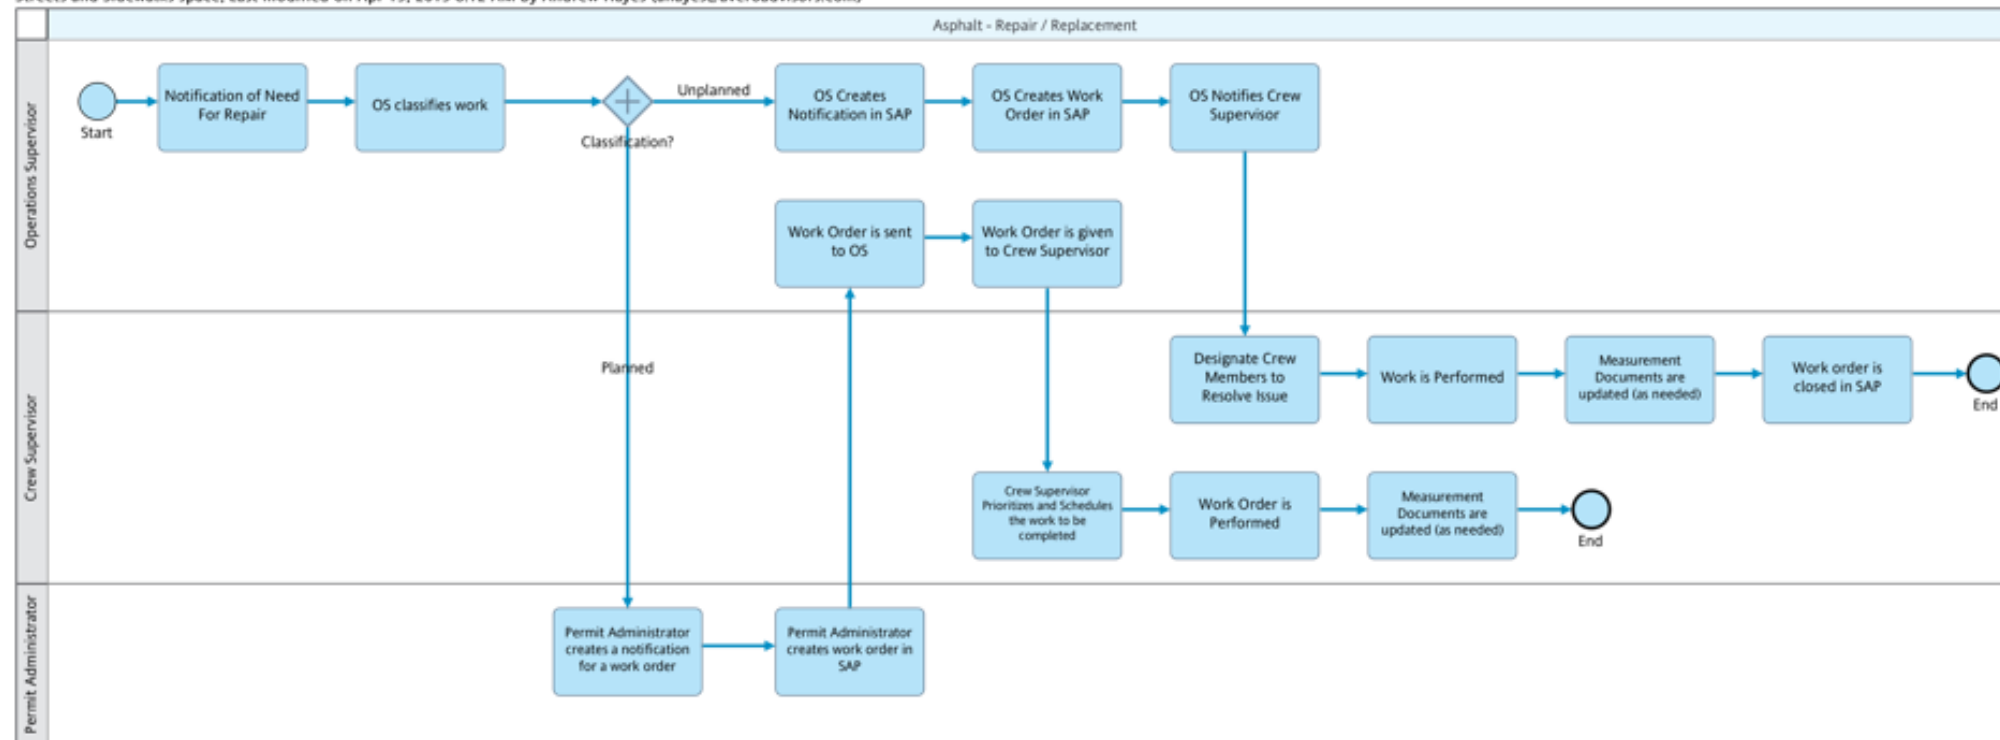 Asphalt - Repair / Replacement
Operations Supervisor
Start
Notification of Need
For Repair
OS classifies work
Classification?
Unplanned
OS Creates
Notification in SAP
OS Creates Work
Order in SAP
OS Notifies Crew
Supervisor
Work Order is sent
to OS
Work Order is given
to Crew Supervisor
Crew Supervisor
Planned
Designate Crew
Members to
Resolve Issue
Work is Performed
Measurement
Documents are
updated (as needed)
Work order is
closed in SAP
End
Crew Supervisor
Prioritizes and Schedules
the work to be
completed
Work Order is
Performed
Measurement
Documents are
updated (as needed)
End
Permit Administrator
Permit Administrator
creates a notification
for a work order
Permit Administrator
creates work order in
SAP